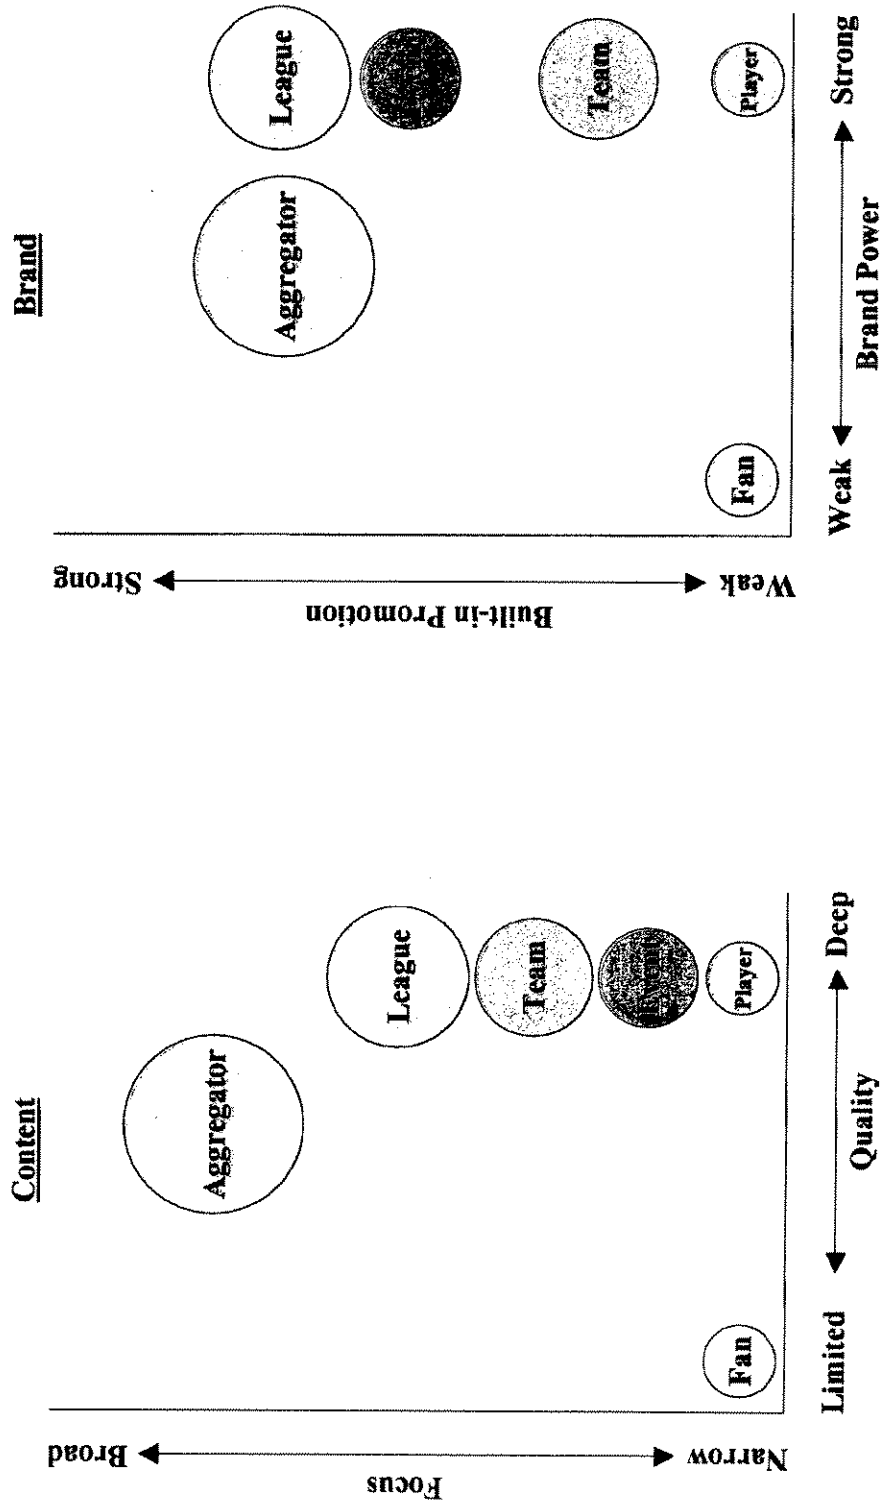 Content
Broad
Focus
Narrow
Aggregator
League
Team
Event
Player
Fan
Limited
Deep
Quality
Brand
Strong
Built-in Promotion
Weak
Aggregator
League
Team
Player
Fan
Weak
Strong
Brand Power